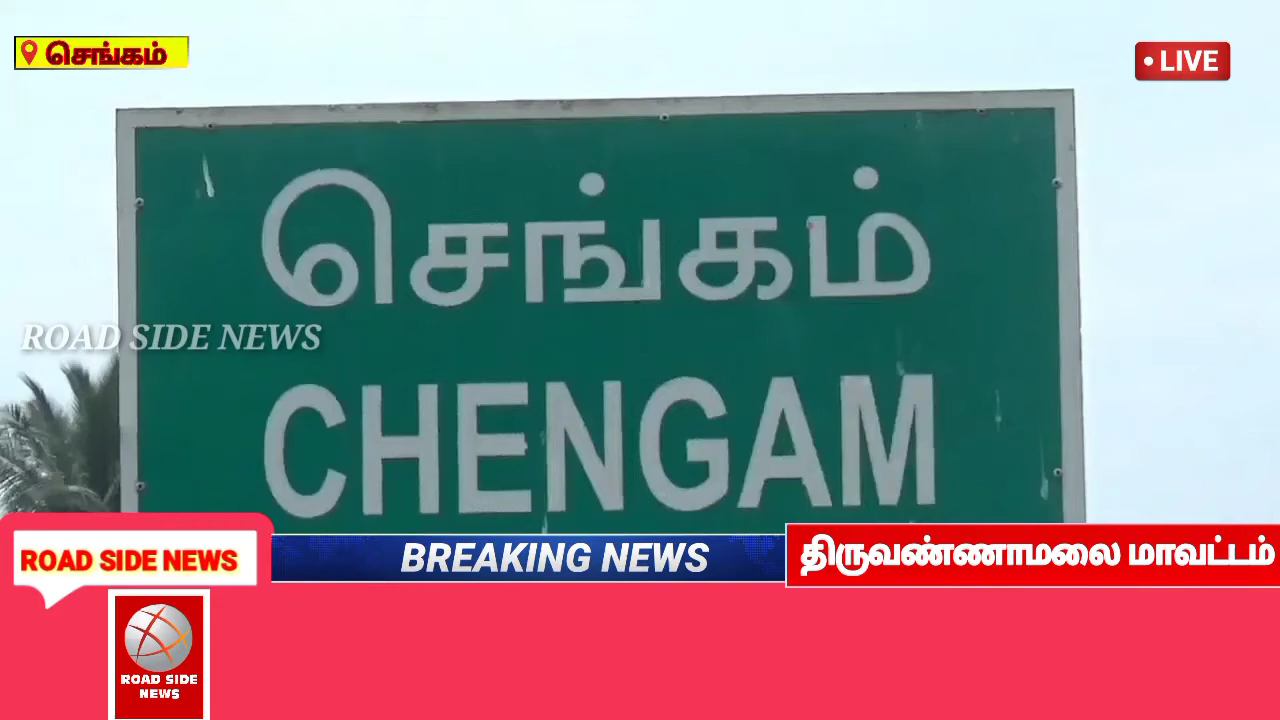 செங்கம்
LIVE
செங்கம்
ROAD SIDE NEWS
CHENGAM
ROAD SIDE NEWS
BREAKING NEWS
திருவண்ணாமலை மாவட்டம்
ROAD SIDE
NEWS